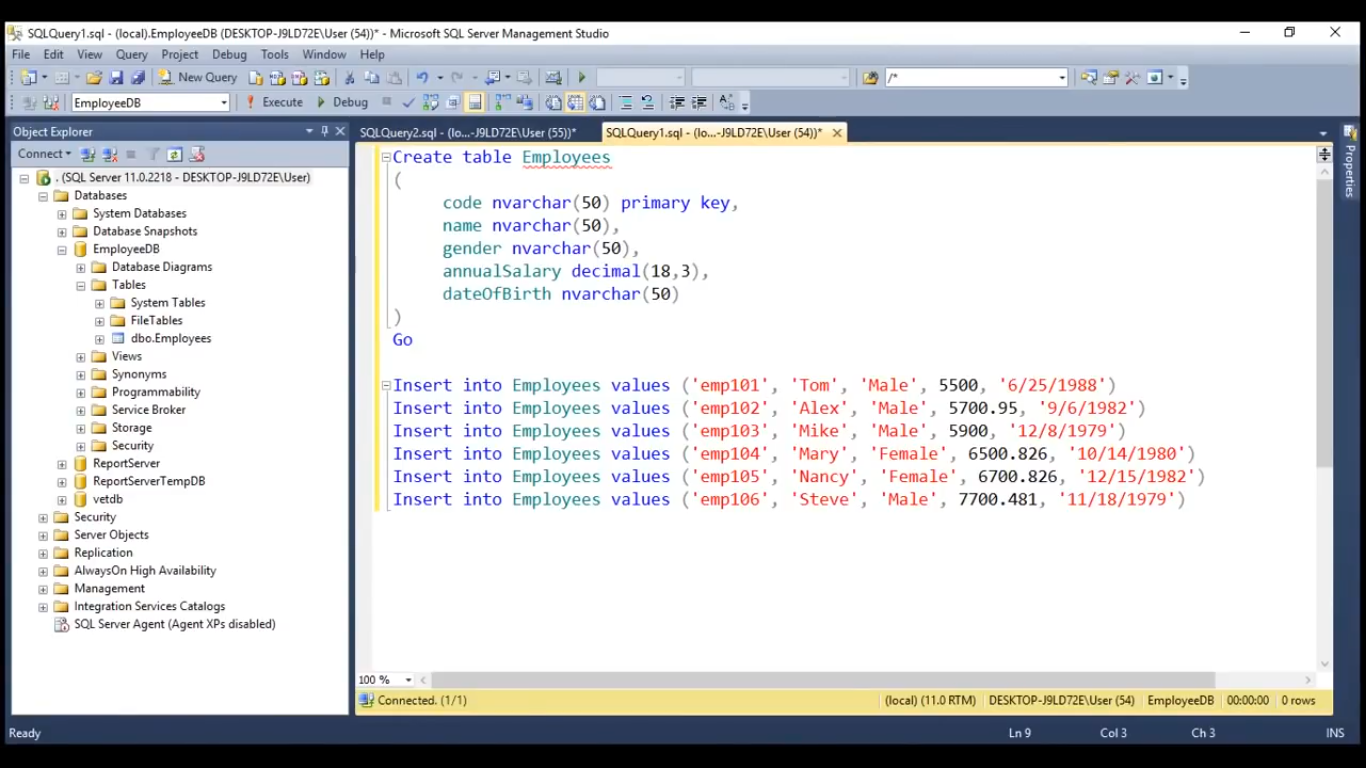 SQLQuery1.sql - (local).EmployeeDB (DESKTOP-J9LD72E\User (54))* - Microsoft SQL Server Management Studio
File Edit View Query Project Debug Tools Window Help
New Query /*
EmployeeDB Execute Debug
Object Explorer
Connect
. (SQL Server 11.0.2218 - DESKTOP-J9LD72E\User)
Databases
System Databases
Database Snapshots
EmployeeDB
Database Diagrams
Tables
System Tables
FileTables
dbo.Employees
Views
Synonyms
Programmability
Service Broker
Storage
Security
ReportServer
ReportServerTempDB
vetdb
Security
Server Objects
Replication
AlwaysOn High Availability
Management
Integration Services Catalogs
SQL Server Agent (Agent XPs disabled)
SQLQuery2.sql - (lo...-J9LD72E\User (55))* SQLQuery1.sql - (lo...-J9LD72E\User (54))*
Create table Employees
(
code nvarchar(50) primary key,
name nvarchar(50),
gender nvarchar(50),
annualSalary decimal(18,3),
dateOfBirth nvarchar(50)
)
Go
Insert into Employees values ('emp101', 'Tom', 'Male', 5500, '6/25/1988')
Insert into Employees values ('emp102', 'Alex', 'Male', 5700.95, '9/6/1982')
Insert into Employees values ('emp103', 'Mike', 'Male', 5900, '12/8/1979')
Insert into Employees values ('emp104', 'Mary', 'Female', 6500.826, '10/14/1980')
Insert into Employees values ('emp105', 'Nancy', 'Female', 6700.826, '12/15/1982')
Insert into Employees values ('emp106', 'Steve', 'Male', 7700.481, '11/18/1979')
Properties
100 %
Connected. (1/1) (local) (11.0 RTM) DESKTOP-J9LD72E\User (54) EmployeeDB 00:00:00 0 rows
Ready Ln 9 Col 3 Ch 3 INS